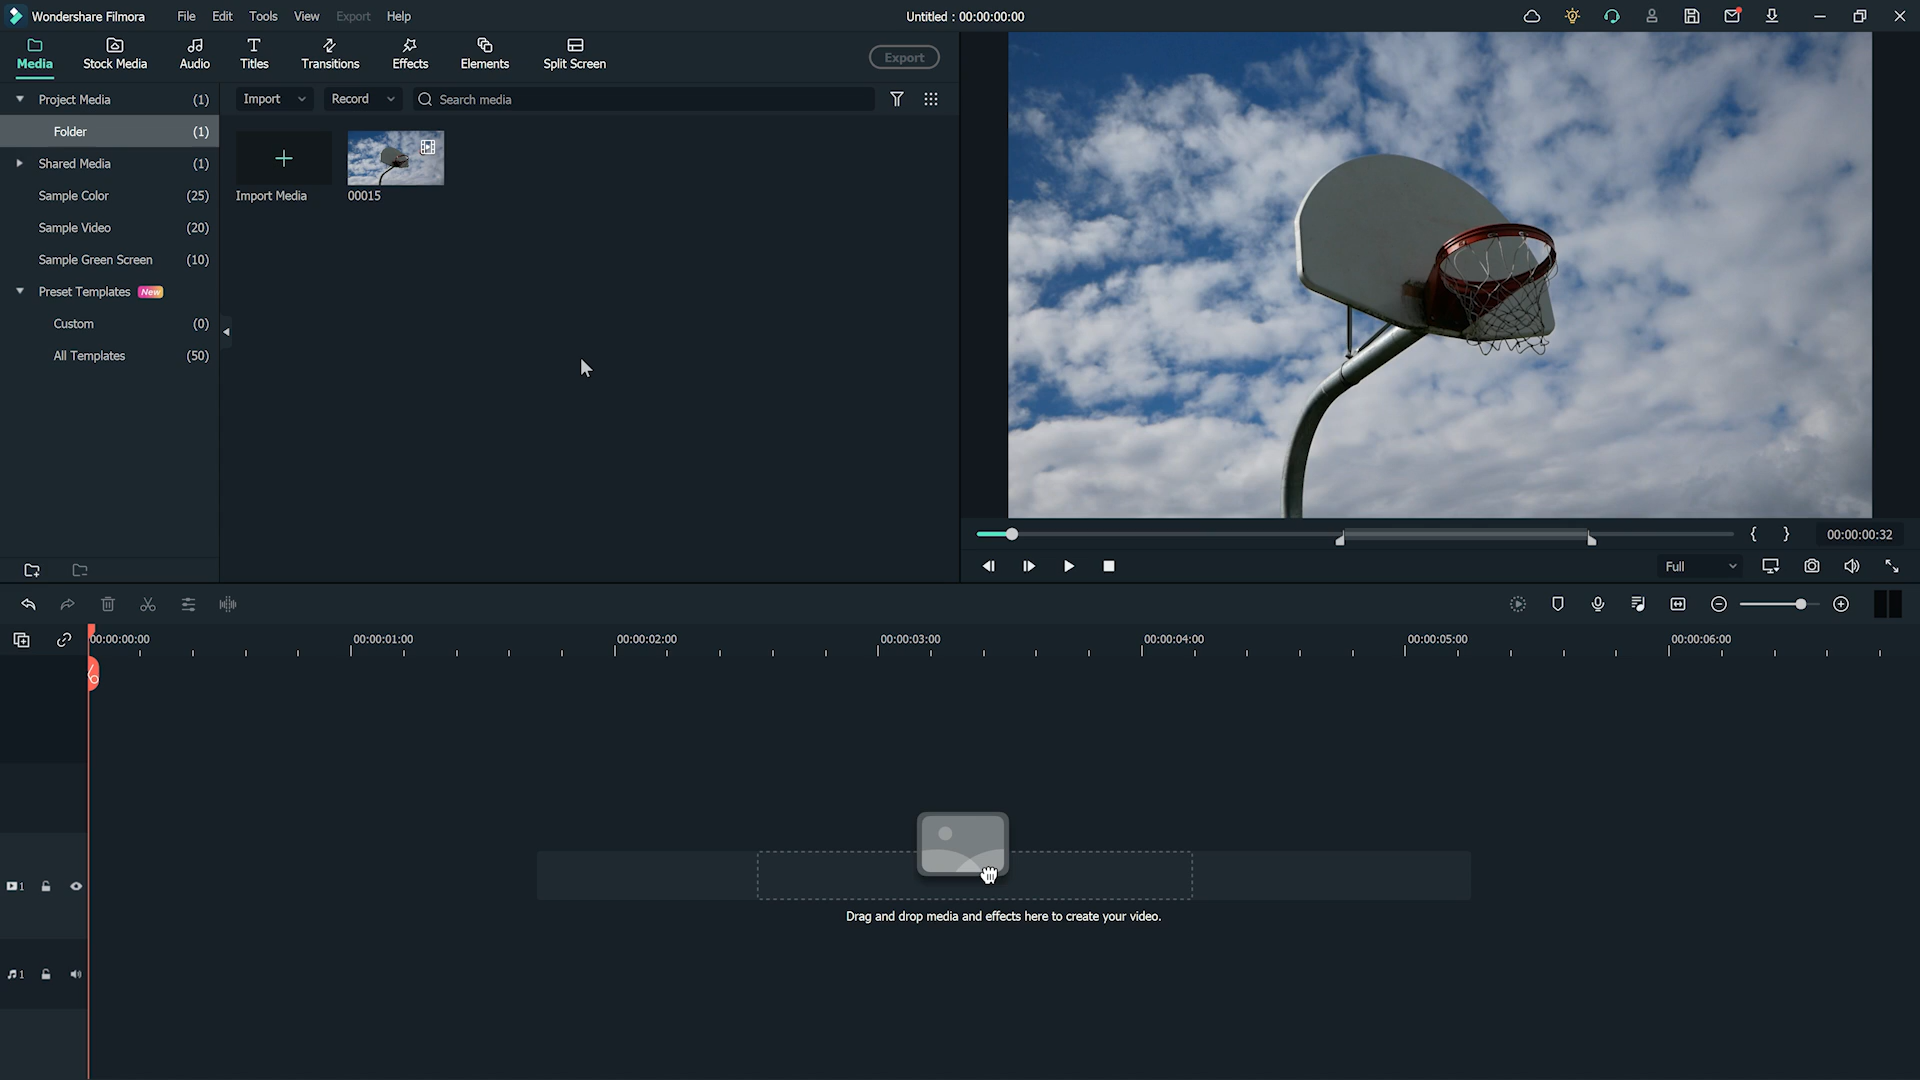 Wondershare Filmora File Edit Tools View Export Help Untitled : 00:00:00:00
Media Stock Media Audio Titles Transitions Effects Elements Split Screen Export
Project Media (1)
Folder (1)
Shared Media (1)
Sample Color (25)
Sample Video (20)
Sample Green Screen (10)
Preset Templates New
Custom (0)
All Templates (50)
Import Record Search media
Import Media 00015
{ } 00:00:00:32
Full
00:00:00:00 00:00:01:00 00:00:02:00 00:00:03:00 00:00:04:00 00:00:05:00 00:00:06:00
1
Drag and drop media and effects here to create your video.
1